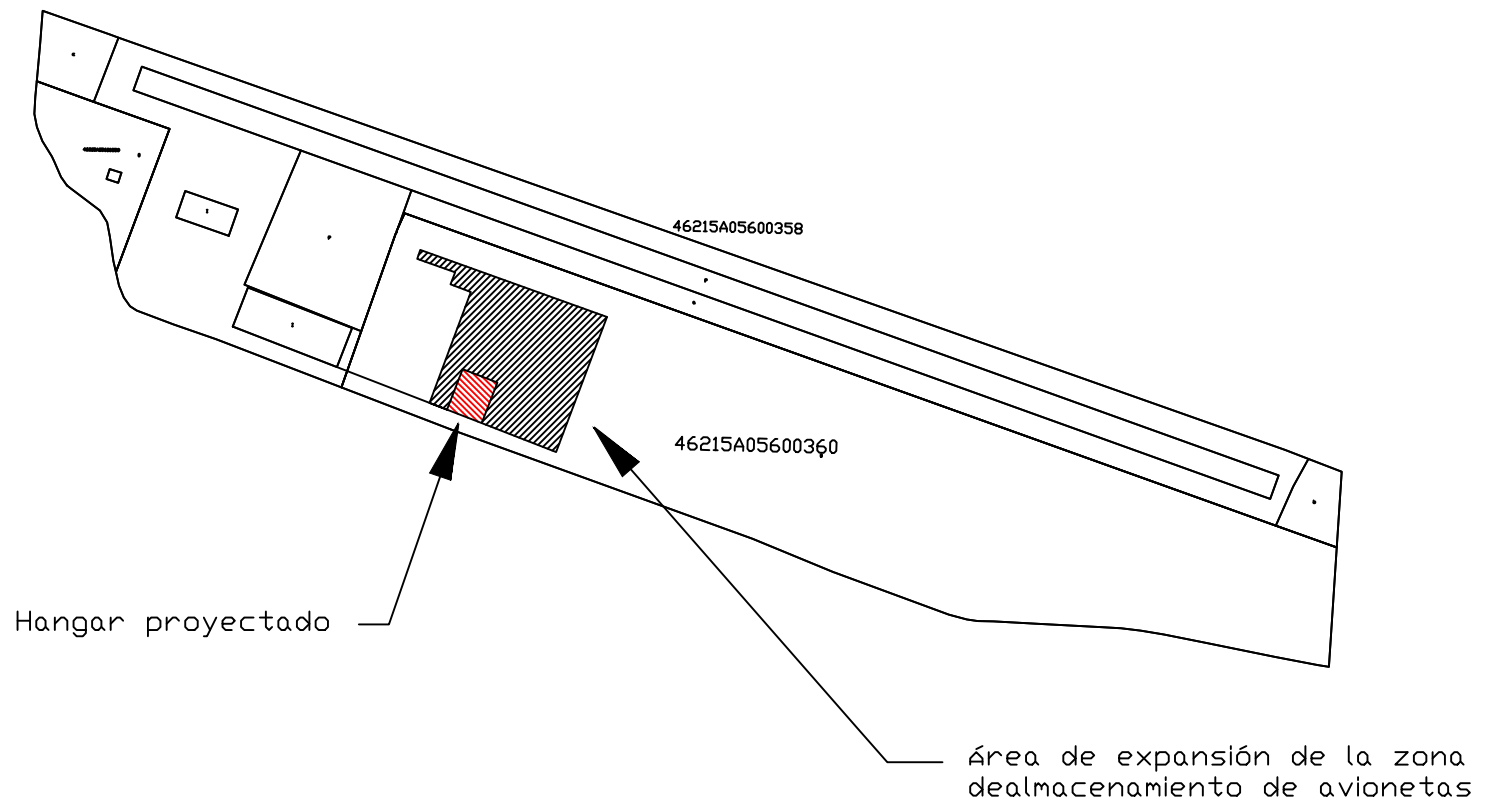 46215A05600358
46215A05600360
Hangar proyectado
Área de expansión de la zona
dealmacenamiento de avionetas